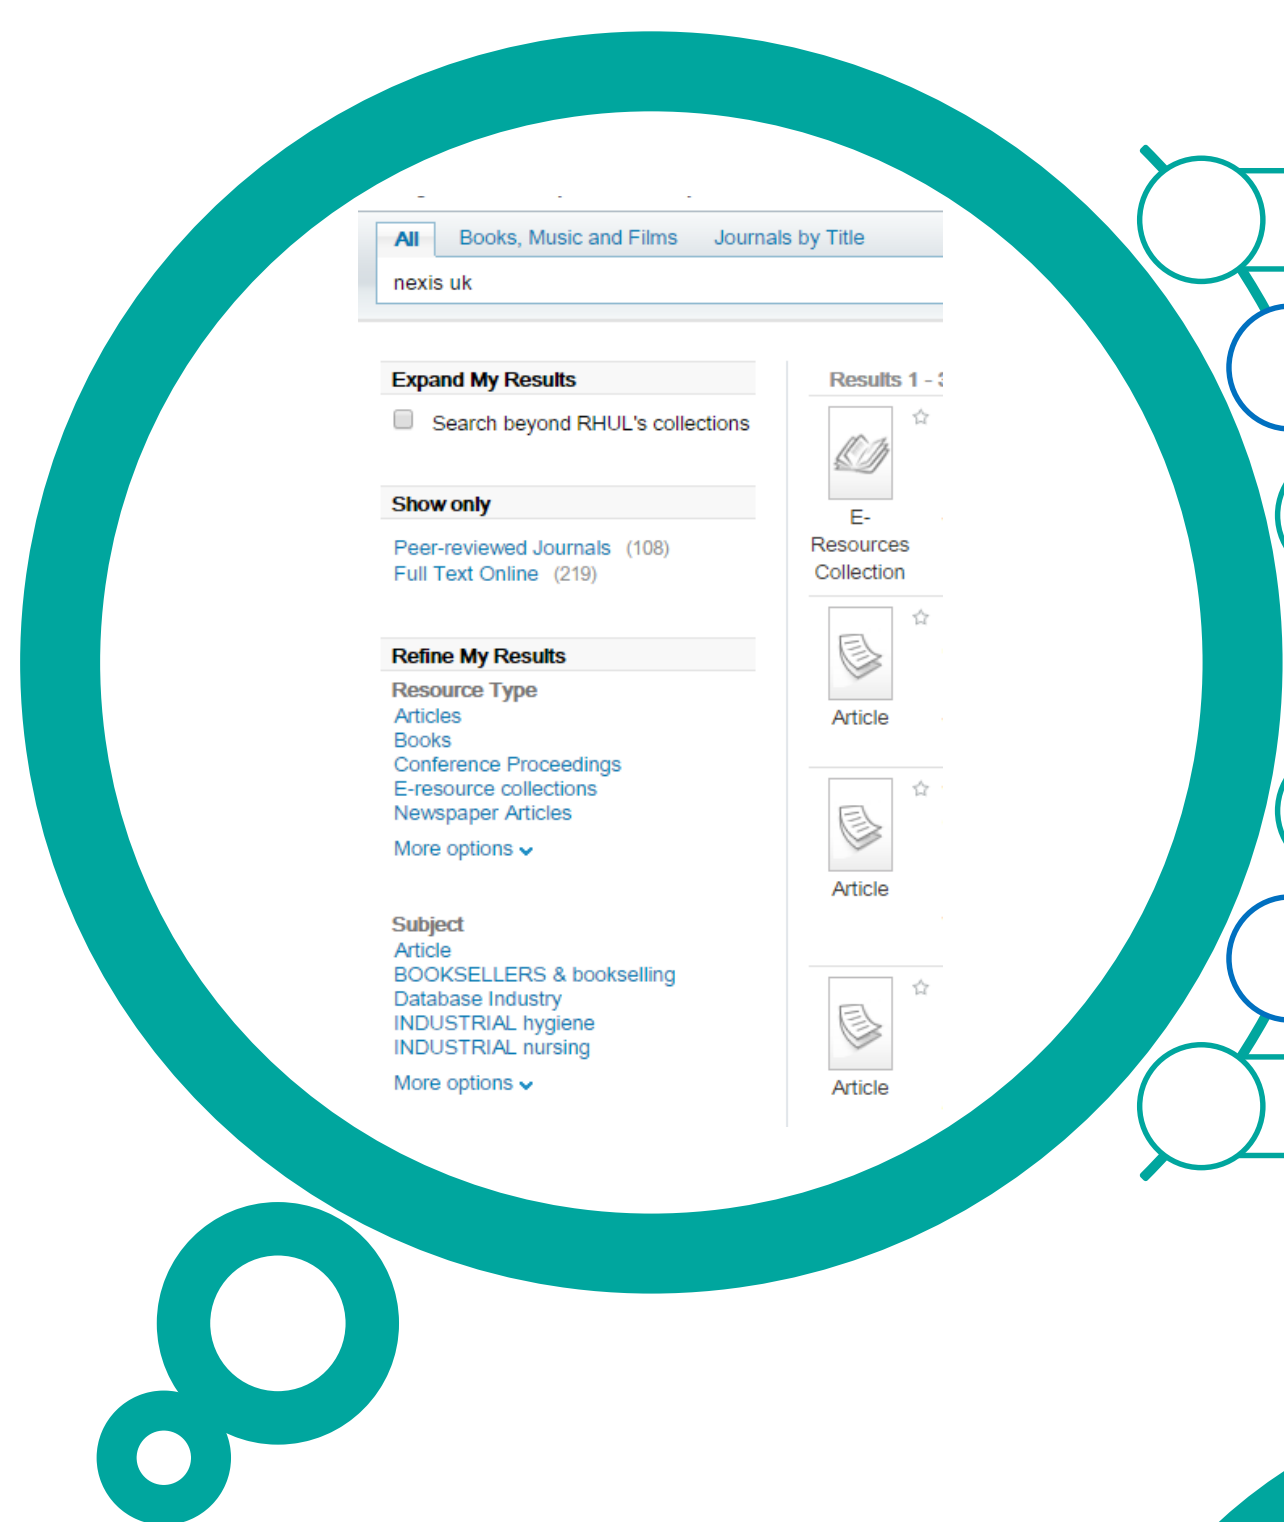 All Books, Music and Films Journals by Title
nexis uk
Expand My Results
Search beyond RHUL's collections
Show only
Peer-reviewed Journals (108)
Full Text Online (219)
Refine My Results
Resource Type
Articles
Books
Conference Proceedings
E-resource collections
Newspaper Articles
More options
Subject
Article
BOOKSELLERS & bookselling
Database Industry
INDUSTRIAL hygiene
INDUSTRIAL nursing
More options
Results 1 -
E-
Resources
Collection
Article
Article
Article